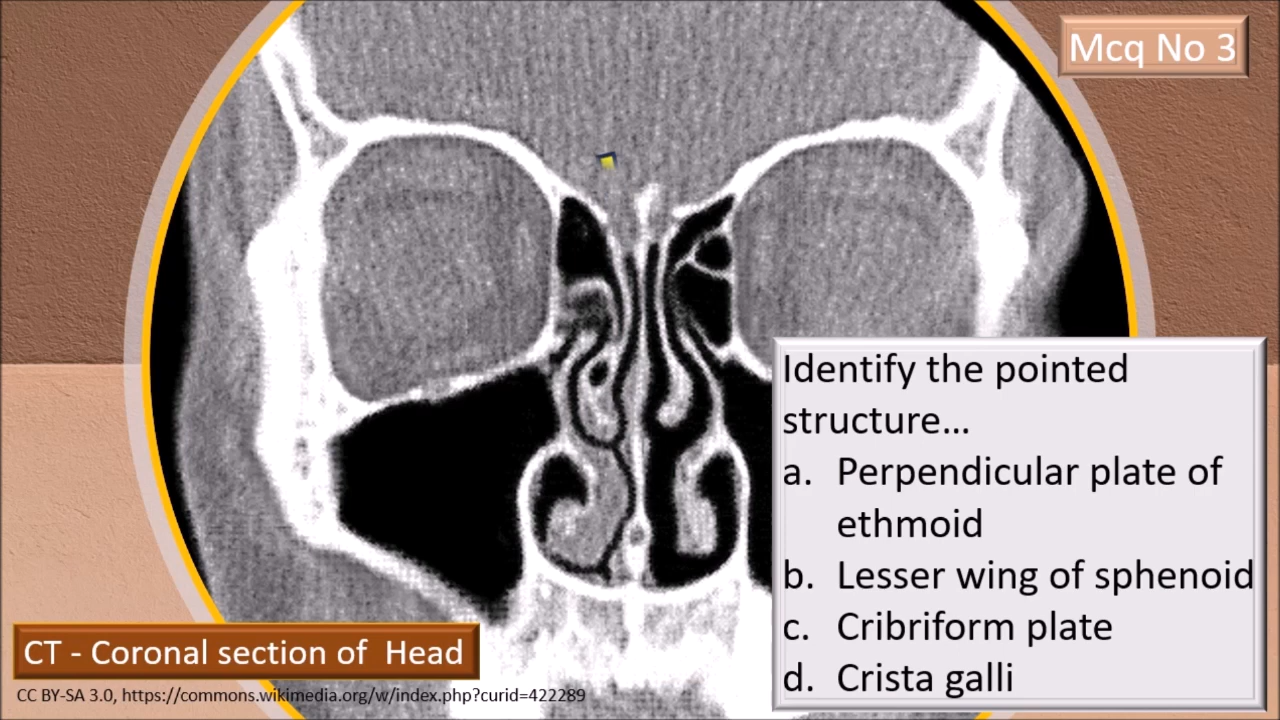 Mcq No 3
Identify the pointed
structure...
a. Perpendicular plate of
ethmoid
b. Lesser wing of sphenoid
c. Cribriform plate
d. Crista galli
CT - Coronal section of Head
CC BY-SA 3.0, https://commons.wikimedia.org/w/index.php?curid=422289